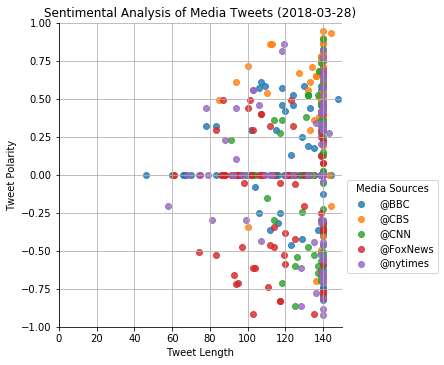 Sentimental Analysis of Media Tweets (2018-03-28)
1.00
0.75
0.50
0.25
0.00
−0.25
−0.50
−0.75
−1.00
Tweet Polarity
0 20 40 60 80 100 120 140
Tweet Length
Media Sources
@BBC
@CBS
@CNN
@FoxNews
@nytimes